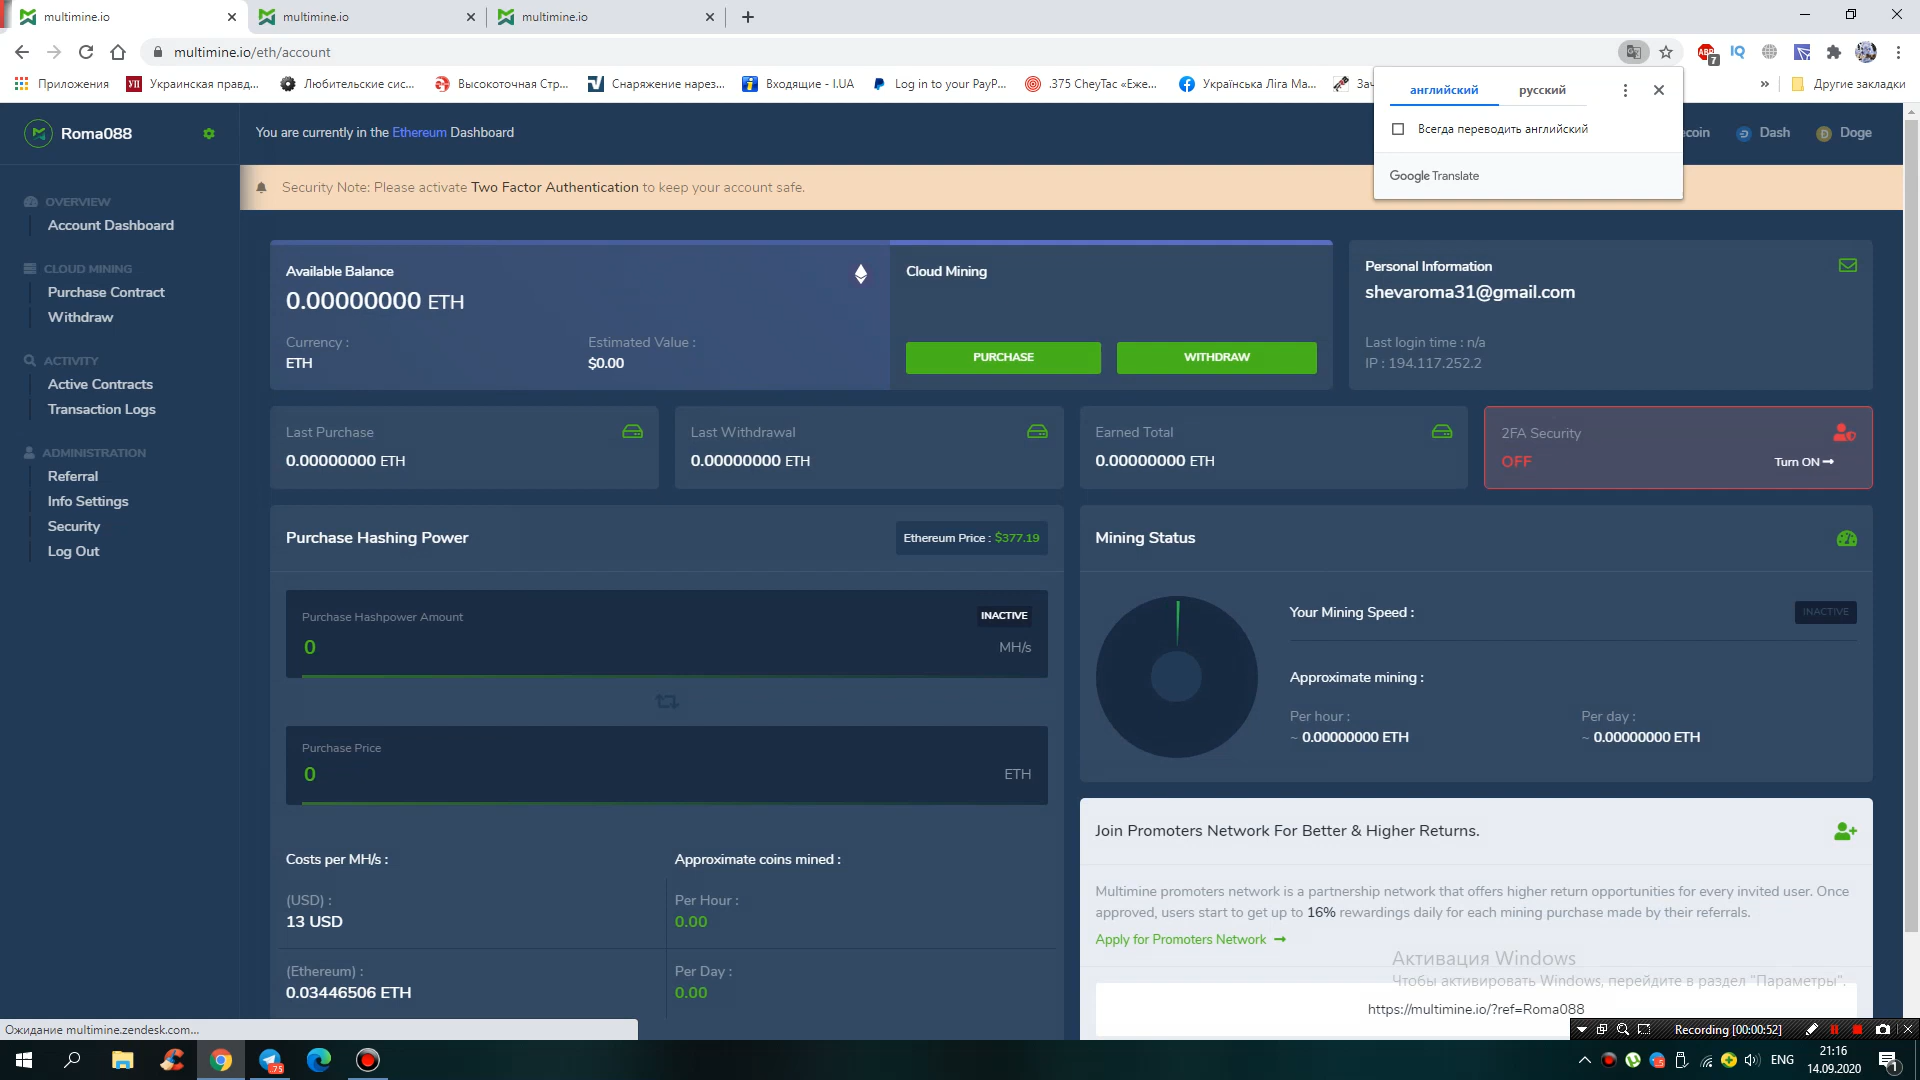 multimine.io
multimine.io
multimine.io
multimine.io/eth/account
ABP
7
IQ
Приложения
УП
Украинская правд...
Любительские сис...
Высокоточная Стр...
Снаряжение нарез...
Входящие - I.UA
Log in to your PayP...
.375 CheyTac «Еже...
Українська Ліга Ма...
Зач
»
Другие закладки
английский
русский
Всегда переводить английский
Google Translate
Roma088
You are currently in the Ethereum Dashboard
ecoin
Dash
Doge
Security Note: Please activate Two Factor Authentication to keep your account safe.
OVERVIEW
Account Dashboard
CLOUD MINING
Purchase Contract
Withdraw
ACTIVITY
Active Contracts
Transaction Logs
ADMINISTRATION
Referral
Info Settings
Security
Log Out
Available Balance
0.00000000 ETH
Currency :
ETH
Estimated Value :
$0.00
Cloud Mining
PURCHASE
WITHDRAW
Personal Information
shevaroma31@gmail.com
Last login time : n/a
IP : 194.117.252.2
Last Purchase
0.00000000 ETH
Last Withdrawal
0.00000000 ETH
Earned Total
0.00000000 ETH
2FA Security
OFF
Turn ON
Purchase Hashing Power
Ethereum Price : $377.19
Purchase Hashpower Amount
INACTIVE
0
MH/s
Purchase Price
0
ETH
Costs per MH/s :
(USD) :
13 USD
(Ethereum) :
0.03446506 ETH
Approximate coins mined :
Per Hour :
0.00
Per Day :
0.00
Mining Status
Your Mining Speed :
INACTIVE
Approximate mining :
Per hour :
~ 0.00000000 ETH
Per day :
~ 0.00000000 ETH
Join Promoters Network For Better & Higher Returns.
Multimine promoters network is a partnership network that offers higher return opportunities for every invited user. Once
approved, users start to get up to 16% rewardings daily for each mining purchase made by their referrals.
Apply for Promoters Network
Активация Windows
Чтобы активировать Windows, перейдите в раздел "Параметры".
https://multimine.io/?ref=Roma088
Ожидание multimine.zendesk.com...
Recording [00:00:52]
.75
ENG
21:16
14.09.2020
1